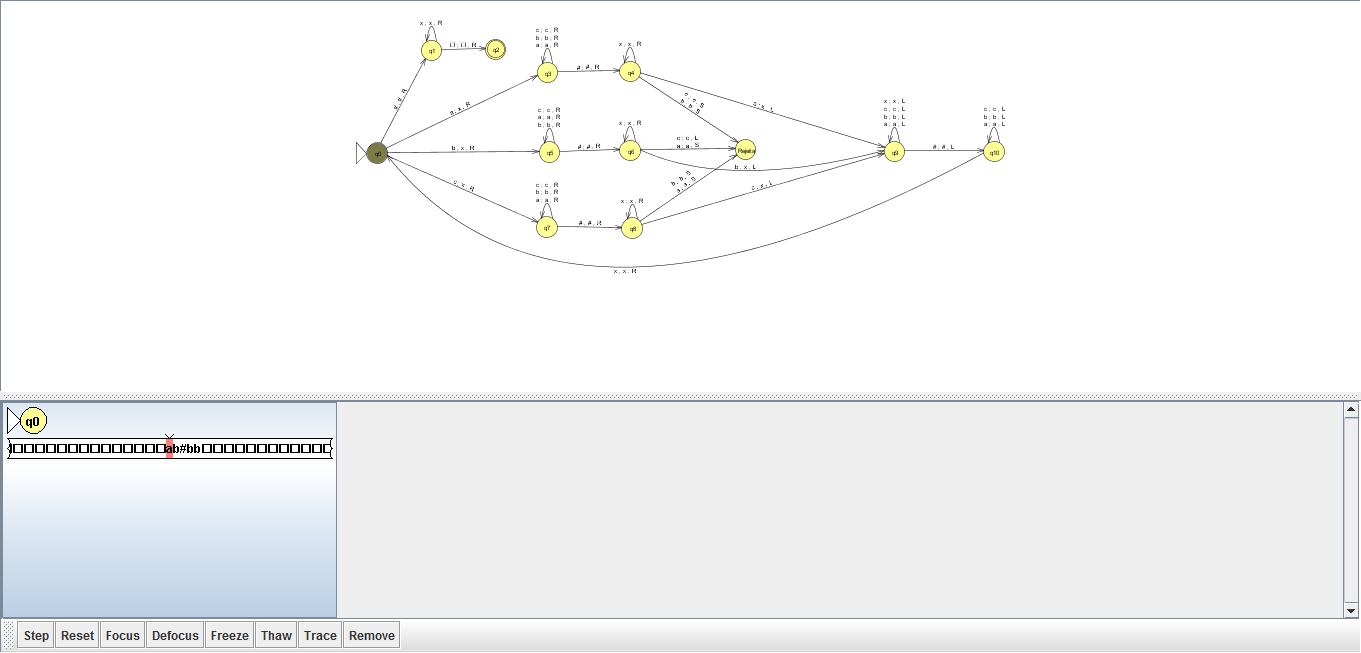 x ; x , R
q1
□ ; □ , R
q2
c ; c , R
b ; b , R
a ; a , R
q3
# ; # , R
x ; x , R
q4
c ; x , L
a ; x , R
q0
b ; x , R
c ; c , R
a ; a , R
b ; b , R
q5
# ; # , R
x ; x , R
q6
c ; c , L
a ; a , S
Rejeita
b ; x , L
x ; x , L
c ; c , L
b ; b , L
a ; a , L
q9
# ; # , L
c ; c , L
b ; b , L
a ; a , L
q10
c ; x , R
c ; c , R
b ; b , R
a ; a , R
q7
# ; # , R
x ; x , R
q8
c ; x , L
x ; x , R
q0
ab#bb
Step Reset Focus Defocus Freeze Thaw Trace Remove